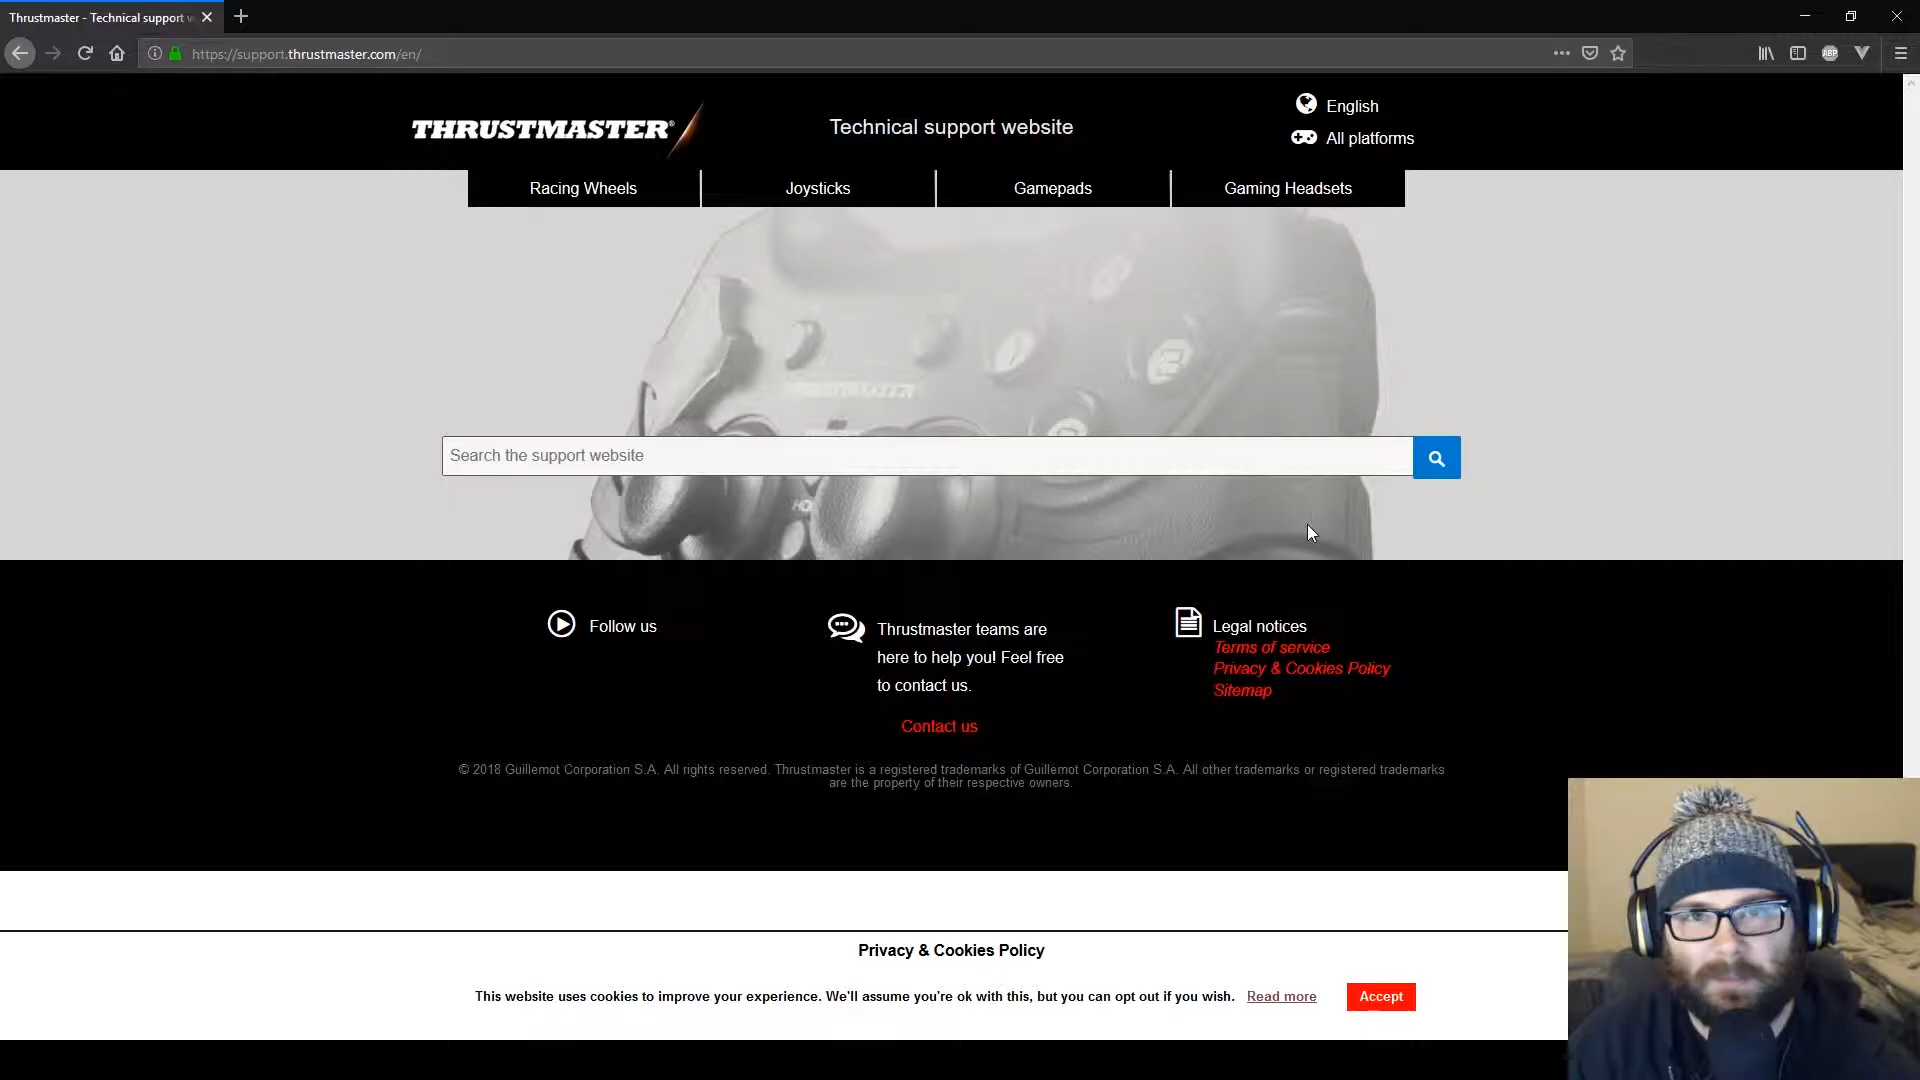 Thrustmaster - Technical support w
https://support.thrustmaster.com/en/
ABP
THRUSTMASTER®
Technical support website
English
All platforms
Racing Wheels
Joysticks
Gamepads
Gaming Headsets
Search the support website
Follow us
Thrustmaster teams are
here to help you! Feel free
to contact us.
Contact us
Legal notices
Terms of service
Privacy & Cookies Policy
Sitemap
© 2018 Guillemot Corporation S.A. All rights reserved. Thrustmaster is a registered trademarks of Guillemot Corporation S.A. All other trademarks or registered trademarks
are the property of their respective owners.
Privacy & Cookies Policy
This website uses cookies to improve your experience. We'll assume you're ok with this, but you can opt out if you wish. Read more
Accept